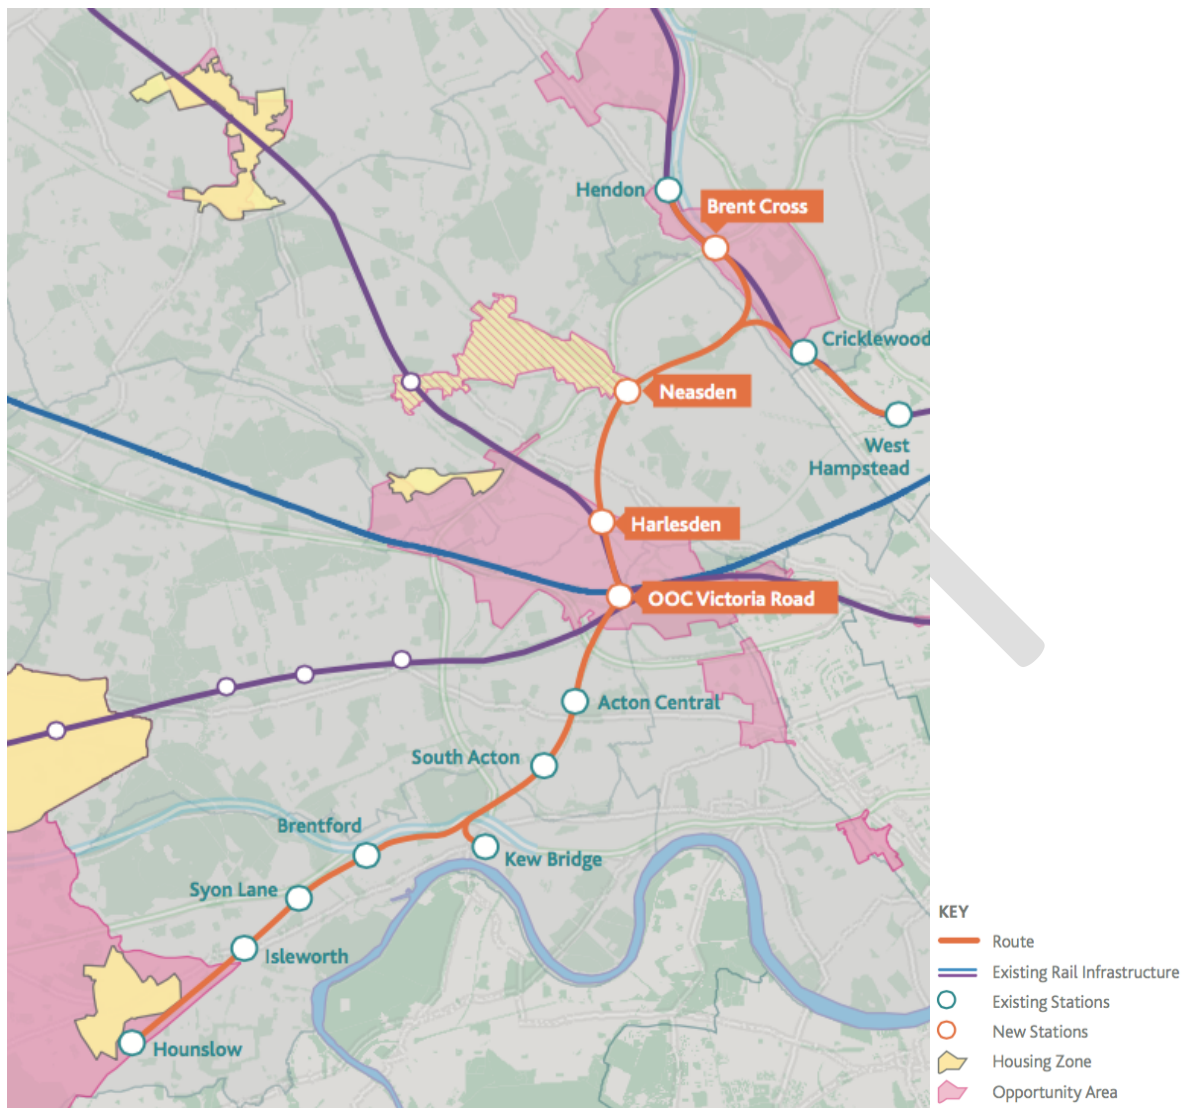 Hendon
Brent Cross
Cricklewood
Neasden
West
Hampstead
Harlesden
OOC Victoria Road
Acton Central
South Acton
Brentford
Kew Bridge
Syon Lane
Isleworth
Hounslow
KEY
Route
Existing Rail Infrastructure
Existing Stations
New Stations
Housing Zone
Opportunity Area